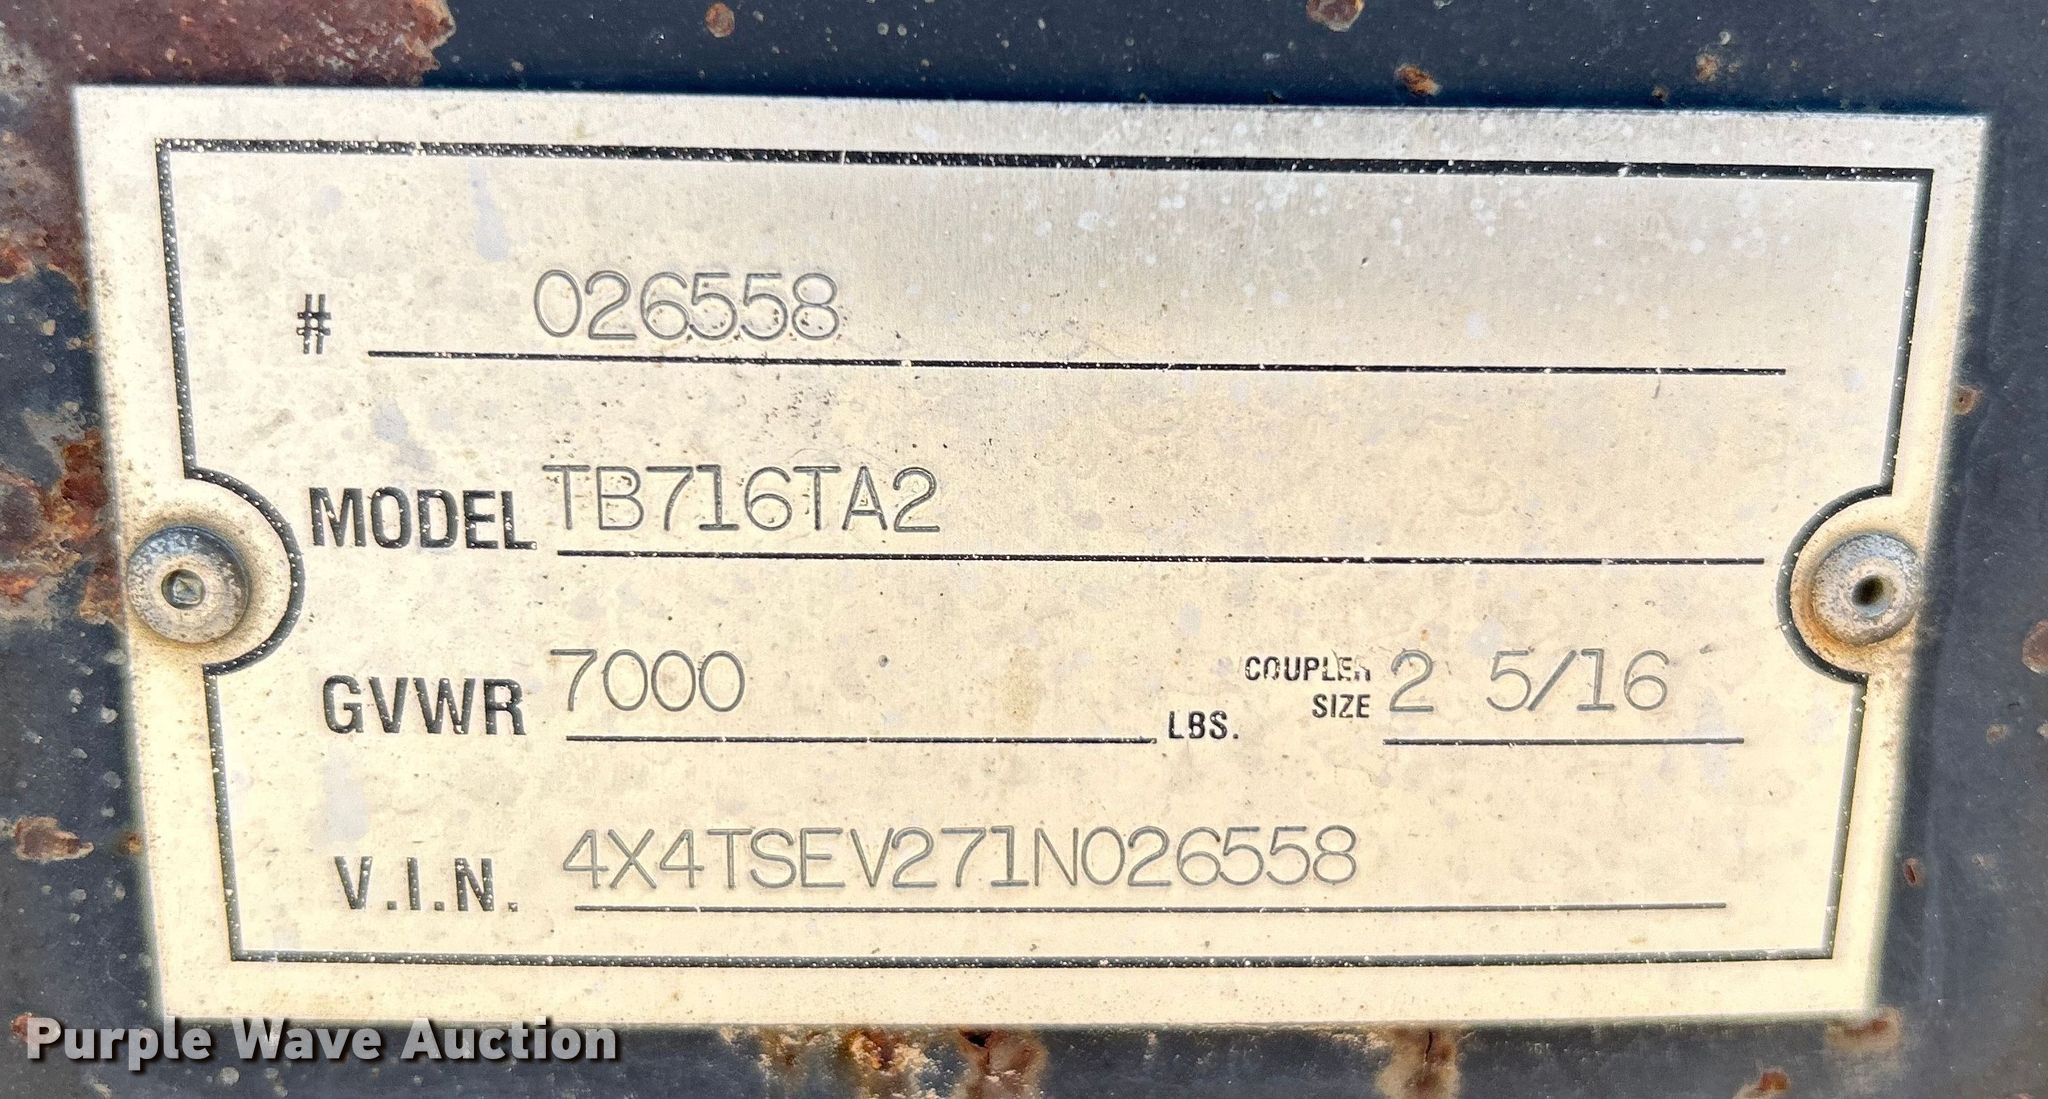 # 026558
MODEL TB716TA2
GVWR 7000 LBS. COUPLER SIZE 2 5/16
V.I.N. 4X4TSEV271N026558
Purple Wave Auction